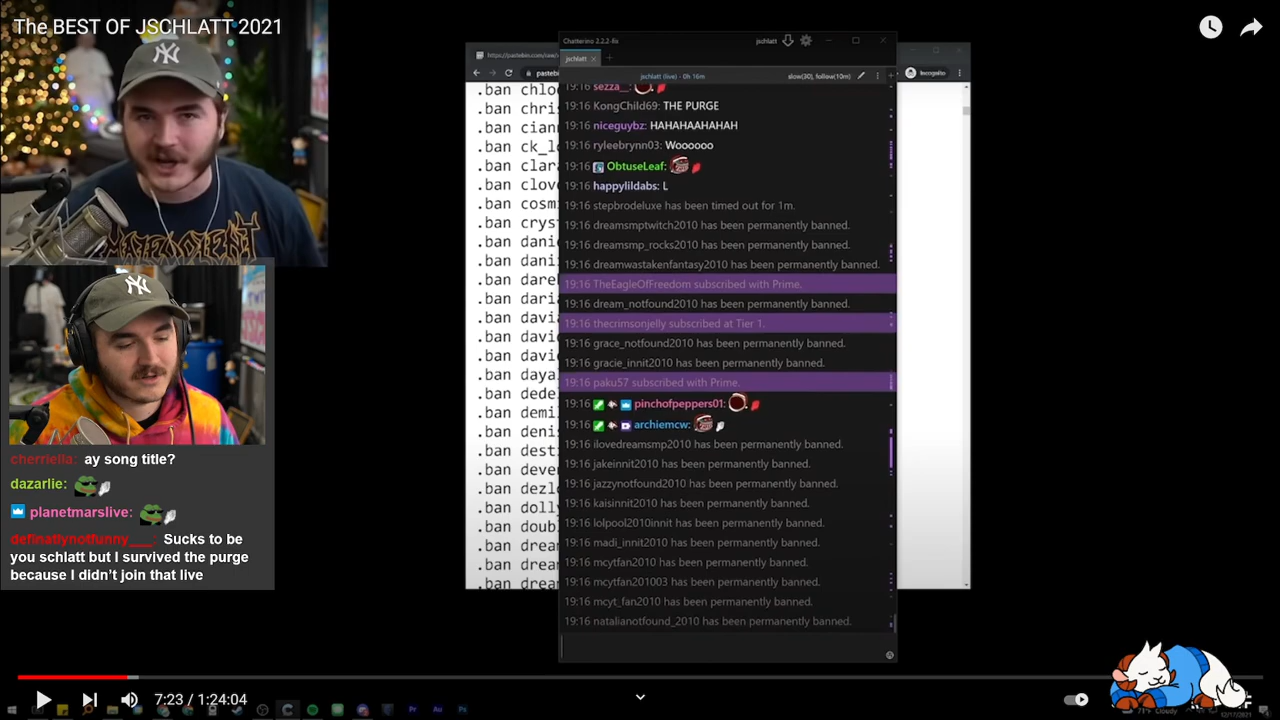 The BEST OF JSCHLATT 2021
MALEVOLENT
cherriella: ay song title?
dazarlie:
planetmarslive:
definatlynotfunny___: Sucks to be
you schlatt but I survived the purge
because I didn't join that live
Incognito
.ban chlo
.ban chris
.ban cian
.ban ck_l
.ban clar
.ban clov
.ban cosm
.ban crys
.ban dani
.ban dani
.ban dare
.ban dari
.ban davi
.ban davi
.ban davi
.ban daya
.ban dede
.ban demi
.ban deni
.ban dest
.ban deve
.ban dezl
.ban doll
.ban doub
.ban drea
.ban drea
.ban drea
Chatterino 2.2.2-8x
jschlatt
jschlatt
jschlatt (live) - 0h 16m
slow(30), follow(10m)
19:16 sezza__:
19:16 KongChild69: THE PURGE
19:16 niceguybz: HAHAHAAHAHAH
19:16 ryleebrynn03: Woooooo
19:16 ObtuseLeaf:
19:16 happylildabs: L
19:16 stepbrodeluxe has been timed out for 1m.
19:16 dreamsmptwitch2010 has been permanently banned.
19:16 dreamsmp_rocks2010 has been permanently banned.
19:16 dreamwastakenfantasy2010 has been permanently banned.
19:16 TheEagleOfFreedom subscribed with Prime.
19:16 dream_notfound2010 has been permanently banned.
19:16 thecrimsonjelly subscribed at Tier 1.
19:16 grace_notfound2010 has been permanently banned.
19:16 gracie_innit2010 has been permanently banned.
19:16 paku57 subscribed with Prime.
19:16 pinchofpeppers01:
19:16 archiemcw:
19:16 ilovedreamsmp2010 has been permanently banned.
19:16 jakeinnit2010 has been permanently banned.
19:16 jazzynotfound2010 has been permanently banned.
19:16 kaisinnit2010 has been permanently banned.
19:16 lolpool2010innit has been permanently banned.
19:16 madi_innit2010 has been permanently banned.
19:16 mcytfan2010 has been permanently banned.
19:16 mcytfan201003 has been permanently banned.
19:16 mcyt_fan2010 has been permanently banned.
19:16 natalianotfound_2010 has been permanently banned.
7:23 / 1:24:04